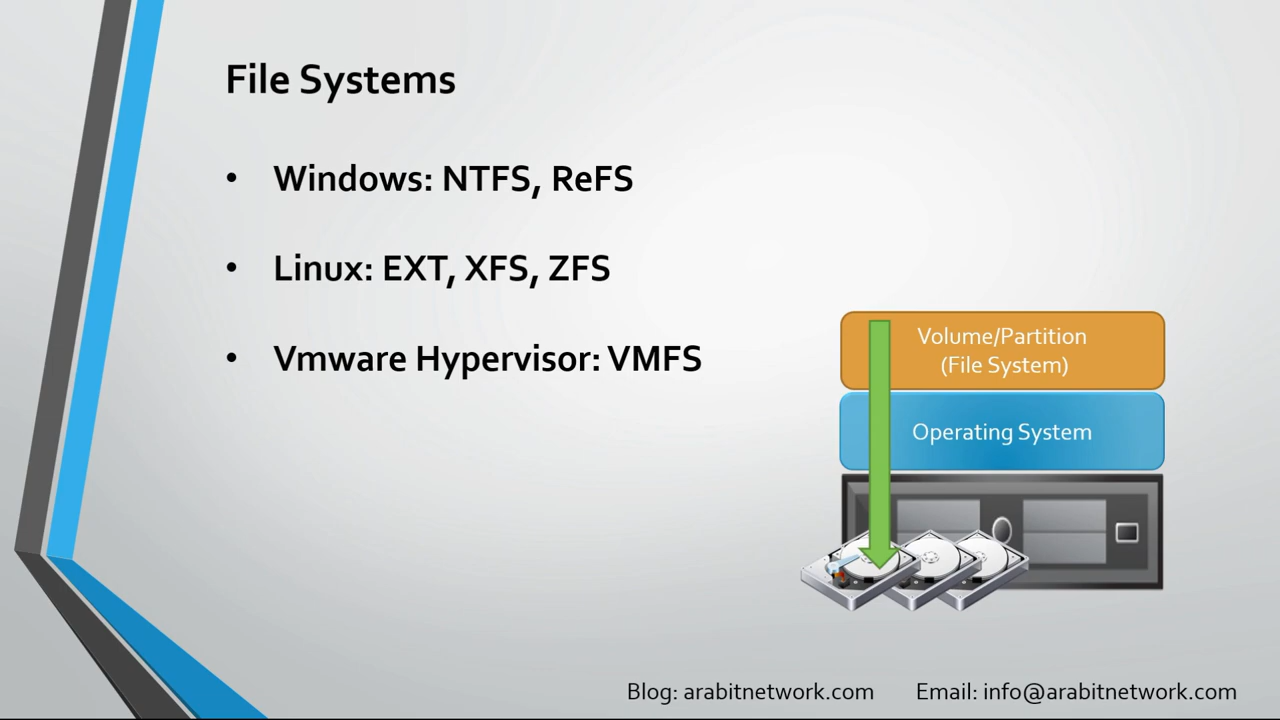 File Systems
• Windows: NTFS, ReFS
• Linux: EXT, XFS, ZFS
• Vmware Hypervisor: VMFS
Volume/Partition
(File System)
Operating System
Blog: arabitnetwork.com Email: info@arabitnetwork.com